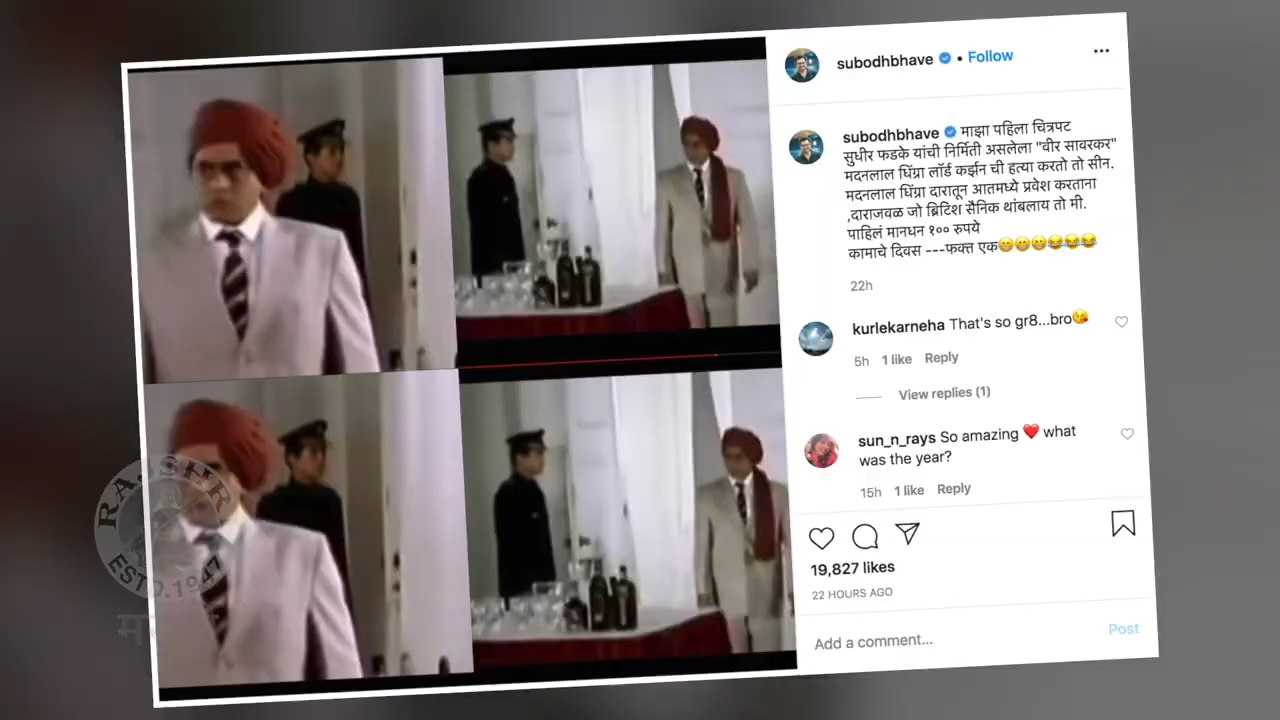 subodhbhave • Follow
subodhbhave माझा पहिला चित्रपट
सुधीर फडके यांची निर्मिती असलेला "वीर सावरकर"
मदनलाल धिंग्रा लॉर्ड कर्झन ची हत्या करतो तो सीन.
मदनलाल धिंग्रा दारातून आतमध्ये प्रवेश करताना
,दाराजवळ जो ब्रिटिश सैनिक थांबलाय तो मी.
पाहिलं मानधन १०० रुपये
कामाचे दिवस ---फक्त एक😁😁😁😂😂😂
22h
kurlekarneha That's so gr8...bro😘
5h 1 like Reply
View replies (1)
sun_n_rays So amazing ❤️ what
was the year?
15h 1 like Reply
19,827 likes
22 HOURS AGO
Add a comment... Post
RAJSHRI
ESTD.1947